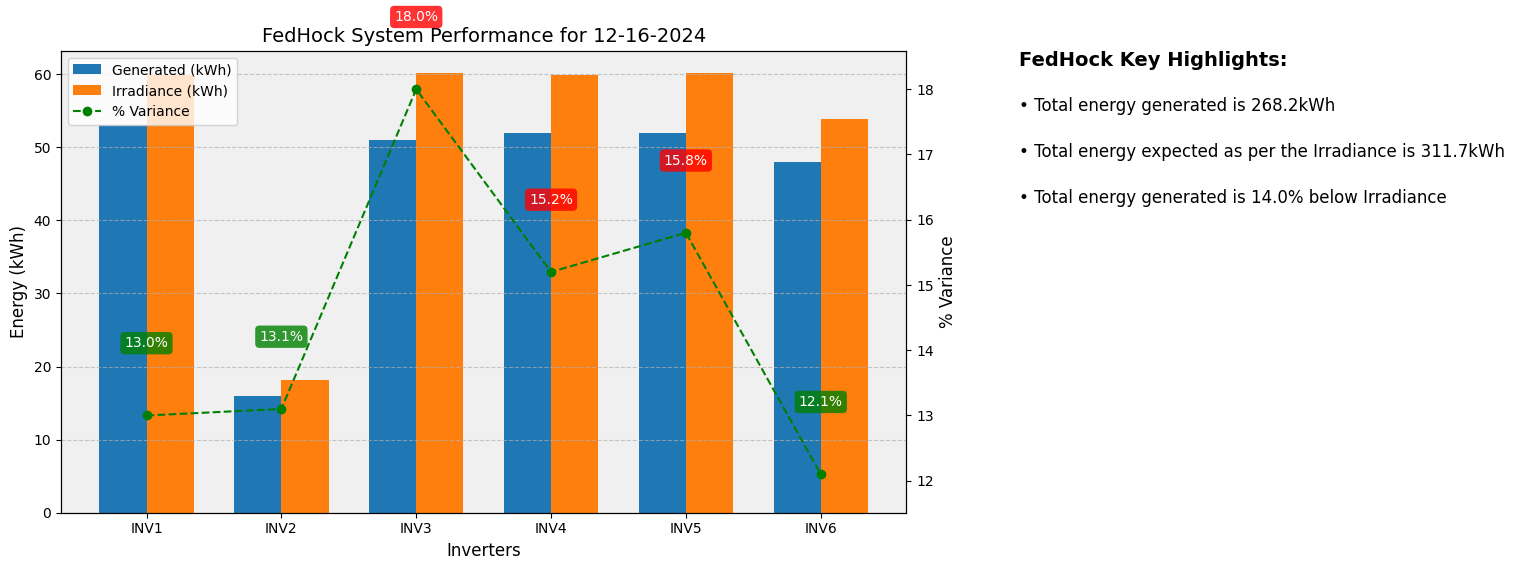 18.0%
FedHock System Performance for 12-16-2024
Generated (kWh)
Irradiance (kWh)
% Variance
60
50
40
30
20
10
0
Energy (kWh)
13.0%
13.1%
15.2%
15.8%
12.1%
18
17
16
15
14
13
12
% Variance
INV1 INV2 INV3 INV4 INV5 INV6
Inverters
FedHock Key Highlights:
• Total energy generated is 268.2kWh
• Total energy expected as per the Irradiance is 311.7kWh
• Total energy generated is 14.0% below Irradiance